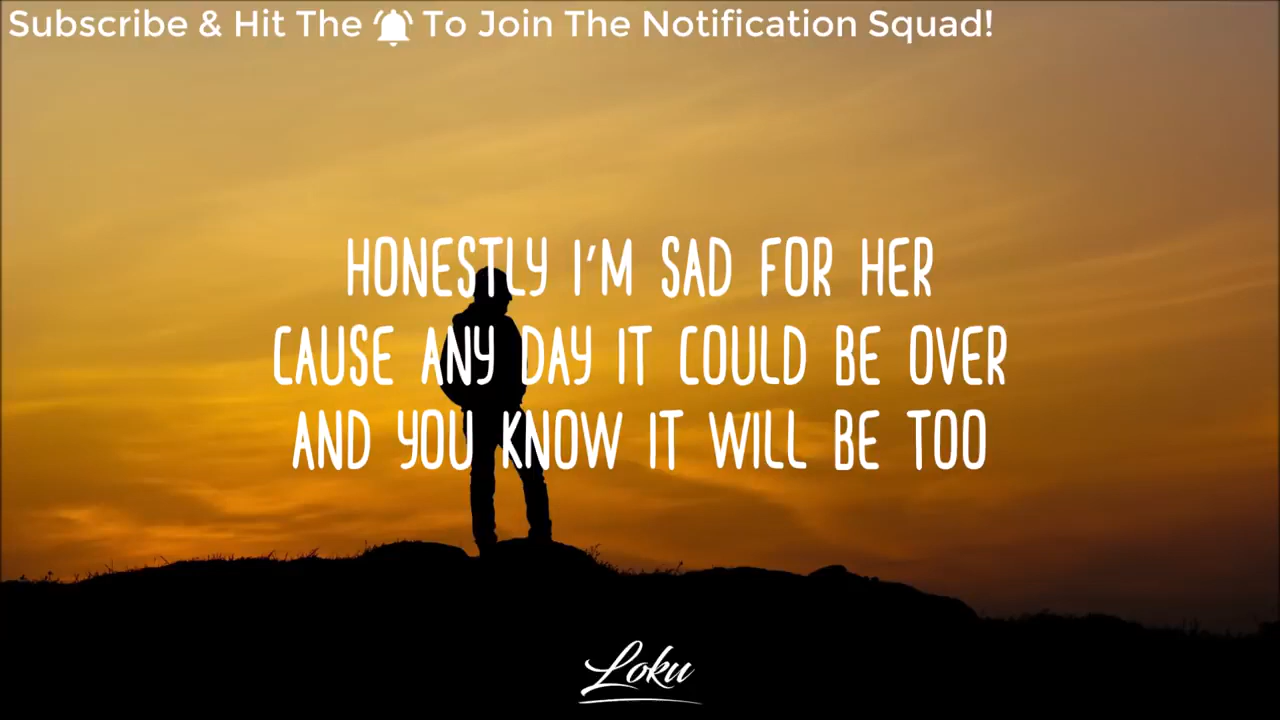 Subscribe & Hit The 🔔 To Join The Notification Squad!
HONESTLY I'M SAD FOR HER
CAUSE ANY DAY IT COULD BE OVER
AND YOU KNOW IT WILL BE TOO
Loku